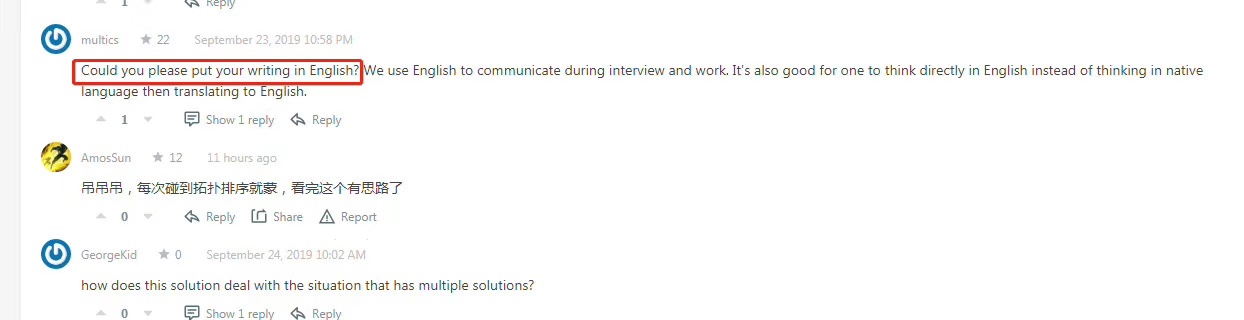 1 Reply
multics 22 September 23, 2019 10:58 PM
Could you please put your writing in English? We use English to communicate during interview and work. It's also good for one to think directly in English instead of thinking in native
language then translating to English.
1 Show 1 reply Reply
AmosSun 12 11 hours ago
吊吊吊，每次碰到拓扑排序就蒙，看完这个有思路了
0 Reply Share Report
GeorgeKid 0 September 24, 2019 10:02 AM
how does this solution deal with the situation that has multiple solutions?
0 Show 1 reply Reply